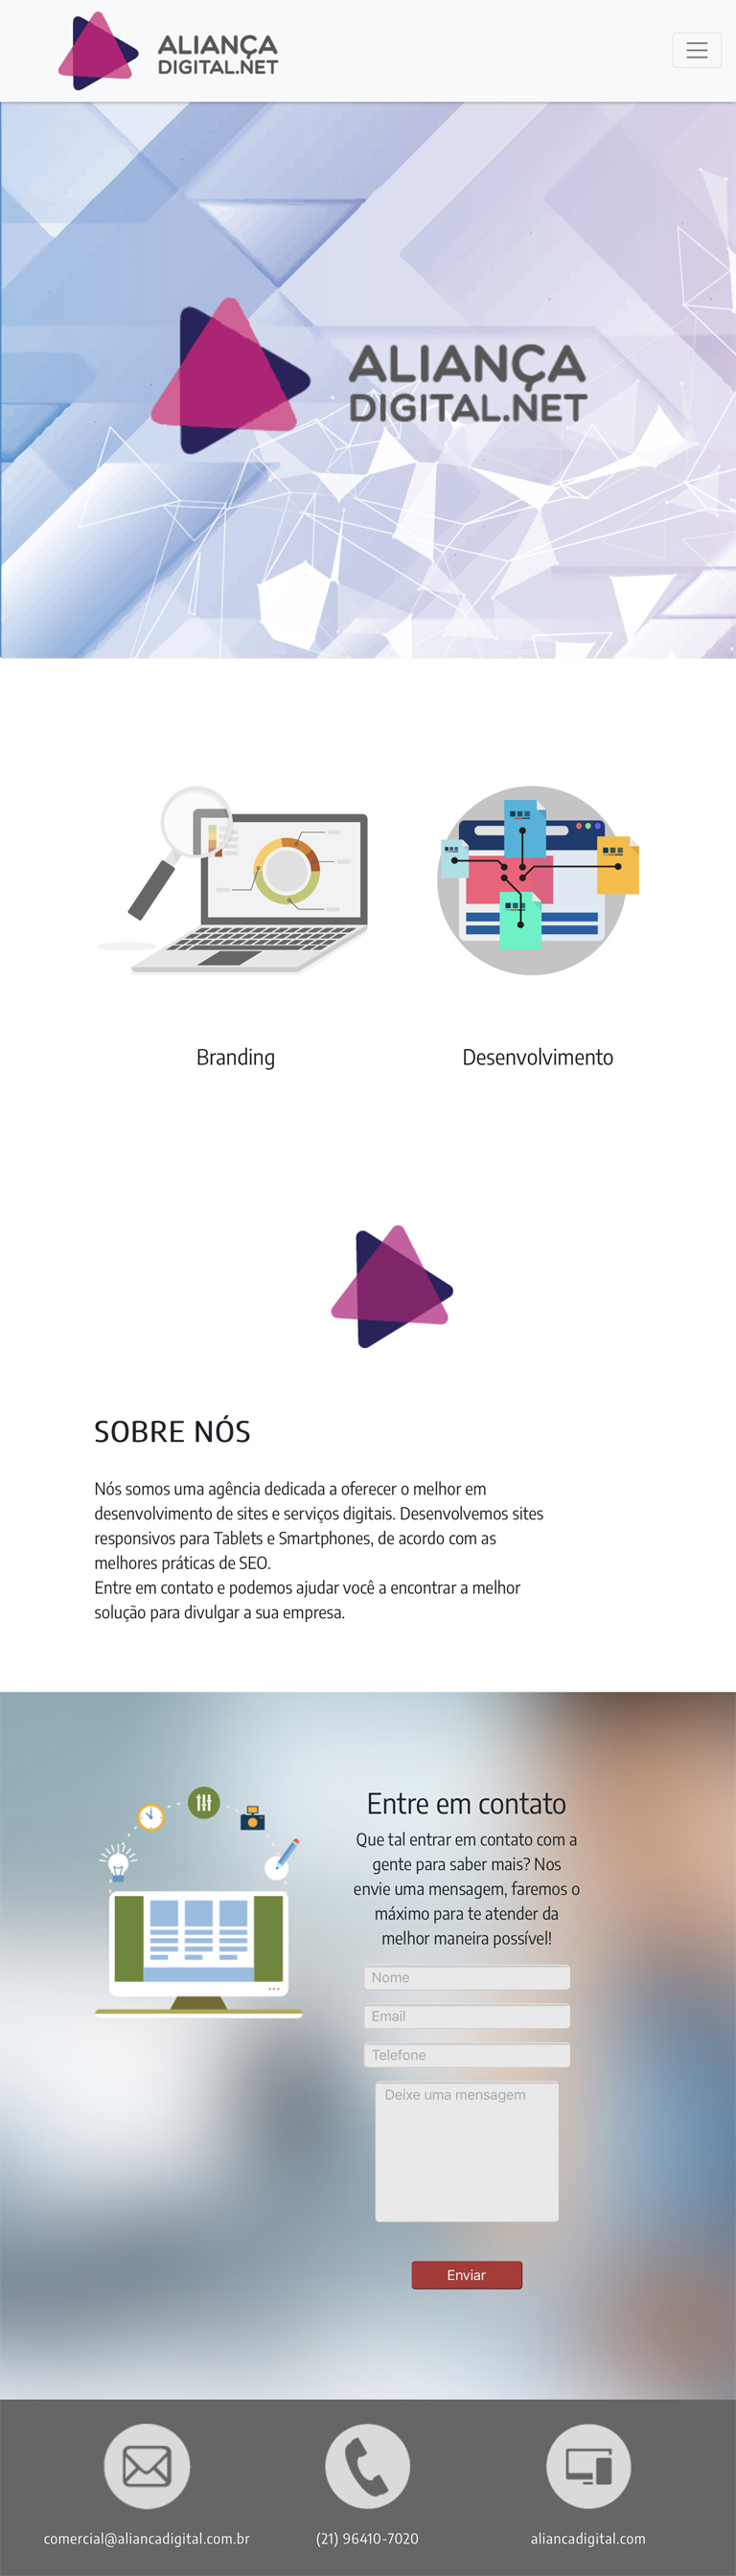 ALIANÇA
DIGITAL.NET
ALIANÇA
DIGITAL.NET
Branding
Desenvolvimento
SOBRE NÓS
Nós somos uma agência dedicada a oferecer o melhor em
desenvolvimento de sites e serviços digitais. Desenvolvemos sites
responsivos para Tablets e Smartphones, de acordo com as
melhores práticas de SEO.
Entre em contato e podemos ajudar você a encontrar a melhor
solução para divulgar a sua empresa.
Entre em contato
Que tal entrar em contato com a
gente para saber mais? Nos
envie uma mensagem, faremos o
máximo para te atender da
melhor maneira possível!
Nome
Email
Telefone
Deixe uma mensagem
Enviar
comercial@aliancadigital.com.br
(21) 96410-7020
aliancadigital.com